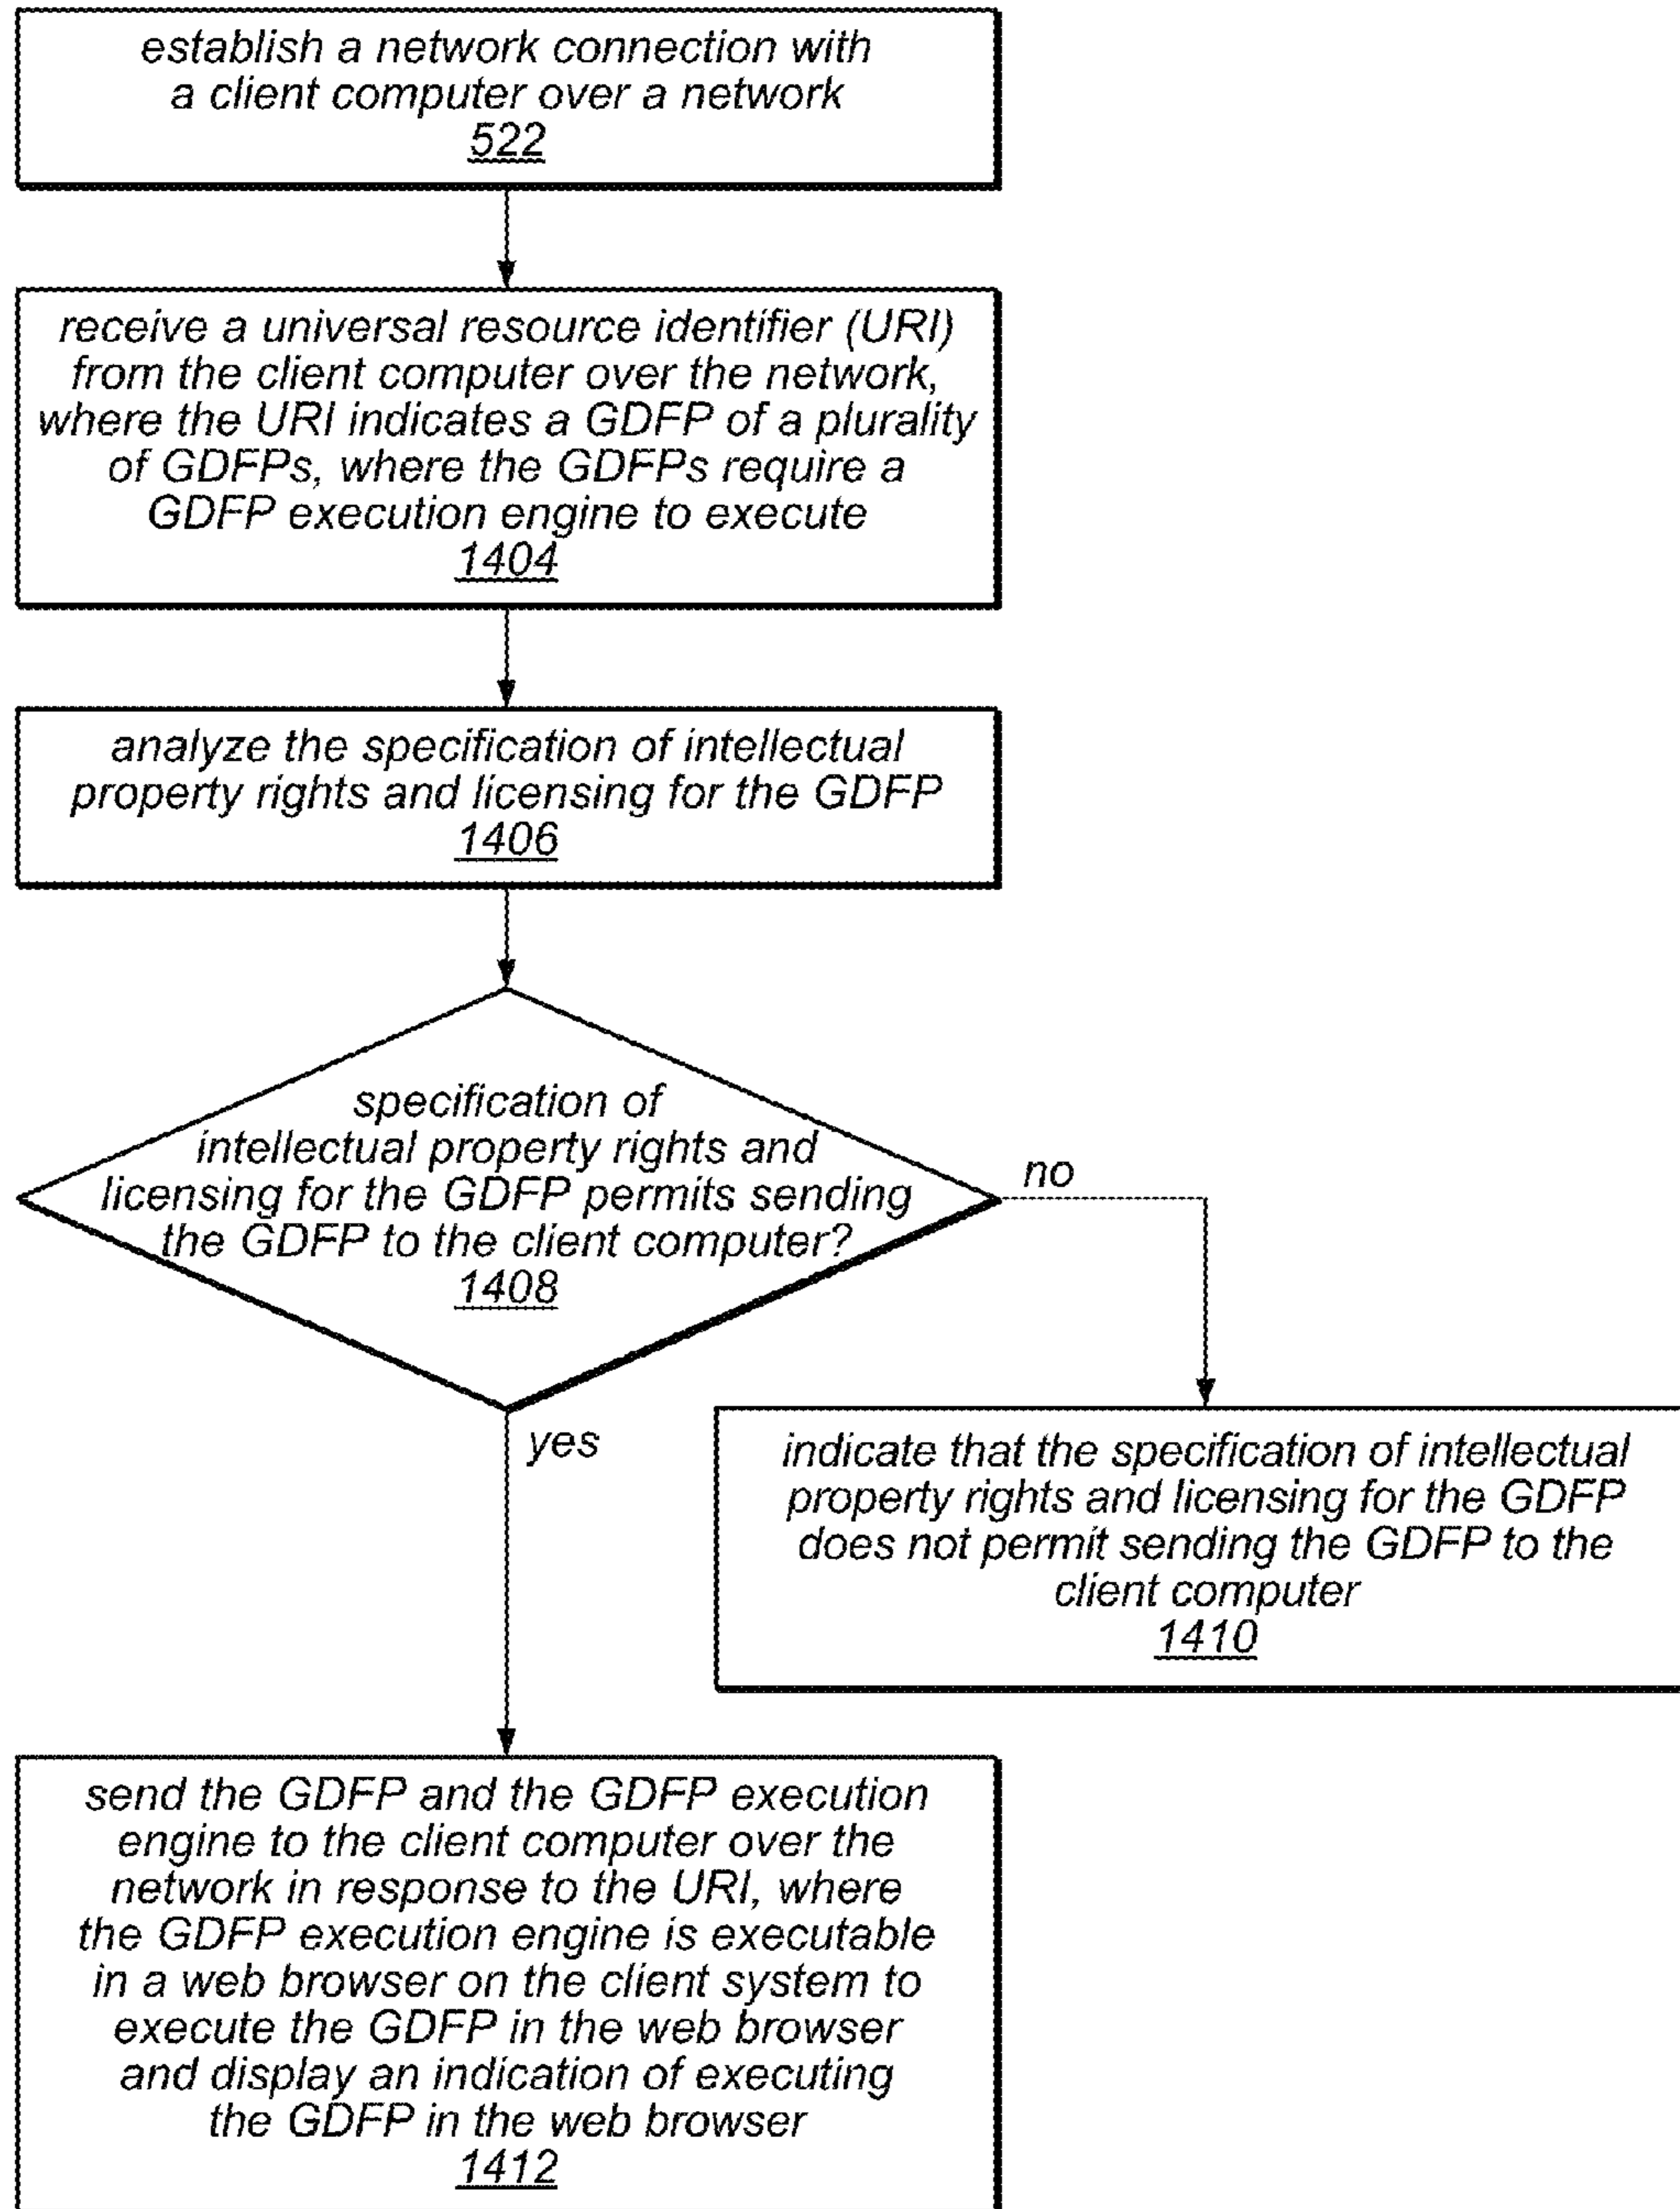 establish a network connection with
a client computer over a network
522
receive a universal resource identifier (URI)
from the client computer over the network,
where the URI indicates a GDFP of a plurality
of GDFPs, where the GDFPs require a
GDFP execution engine to execute
1404
analyze the specification of intellectual
property rights and licensing for the GDFP
1406
specification of
intellectual property rights and
licensing for the GDFP permits sending
the GDFP to the client computer?
1408
no
yes
indicate that the specification of intellectual
property rights and licensing for the GDFP
does not permit sending the GDFP to the
client computer
1410
send the GDFP and the GDFP execution
engine to the client computer over the
network in response to the URI, where
the GDFP execution engine is executable
in a web browser on the client system to
execute the GDFP in the web browser
and display an indication of executing
the GDFP in the web browser
1412